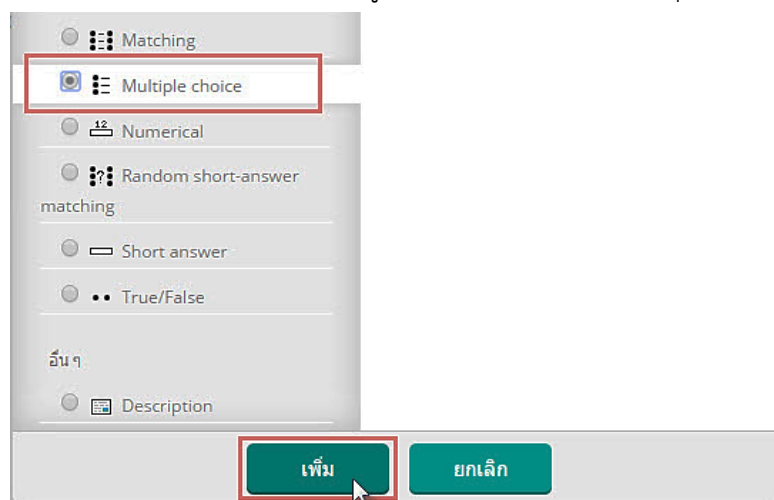 Matching
Multiple choice
12
Numerical
?
Random short-answer
matching
Short answer
True/False
อื่น ๆ
Description
เพิ่ม
ยกเลิก